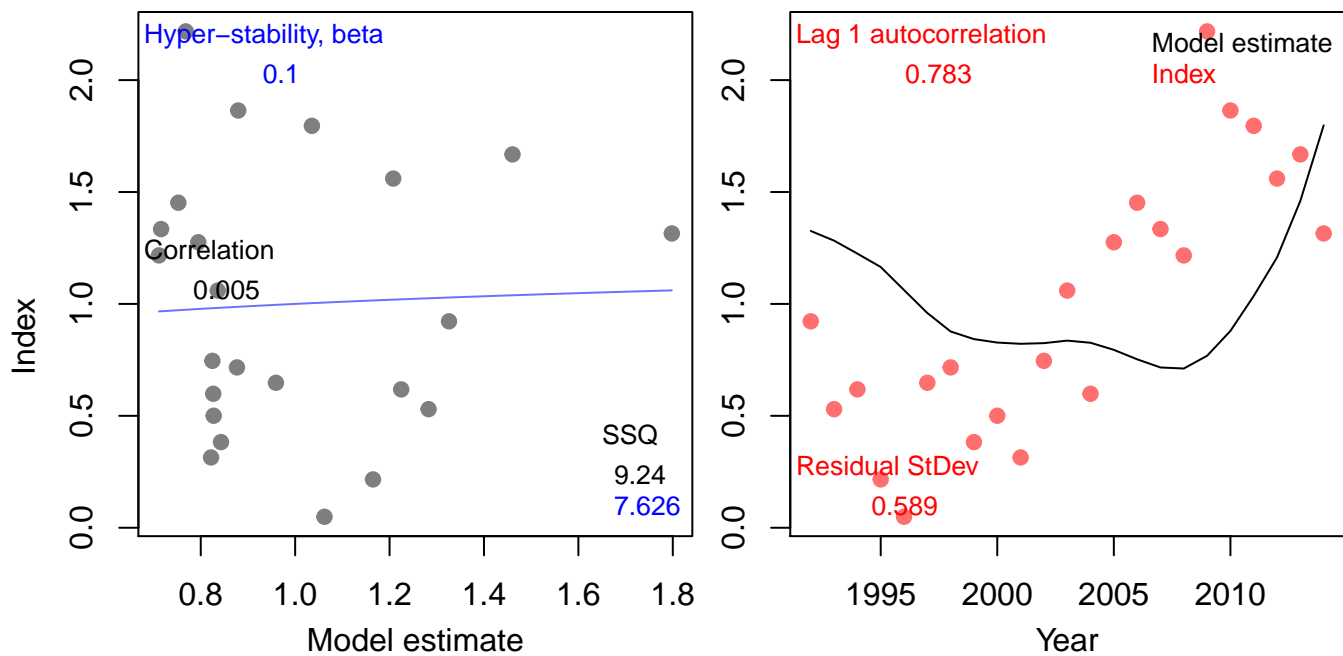 Hyper−stability, beta
0.1
Correlation
0.005
SSQ
9.24
7.626
Index
0.0
0.5
1.0
1.5
2.0
0.8 1.0 1.2 1.4 1.6 1.8
Model estimate
Lag 1 autocorrelation
0.783
Model estimate
Index
Residual StDev
0.589
0.0
0.5
1.0
1.5
2.0
1995 2000 2005 2010
Year